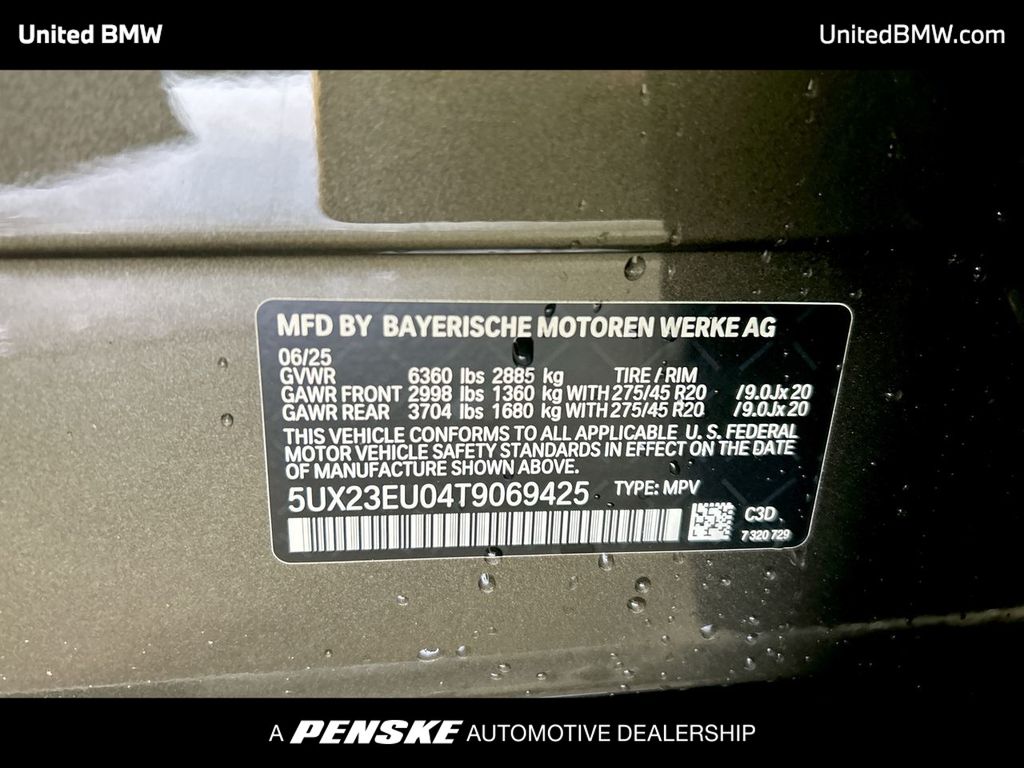 United BMW
UnitedBMW.com
MFD BY BAYERISCHE MOTOREN WERKE AG
06/25
GVWR 6360 lbs 2885 kg TIRE / RIM
GAWR FRONT 2998 lbs 1360 kg WITH 275/45 R20 /9.0Jx20
GAWR REAR 3704 lbs 1680 kg WITH 275/45 R20 /9.0Jx20
THIS VEHICLE CONFORMS TO ALL APPLICABLE U. S. FEDERAL
MOTOR VEHICLE SAFETY STANDARDS IN EFFECT ON THE DATE
OF MANUFACTURE SHOWN ABOVE.
5UX23EU04T9069425 TYPE: MPV
C3D
7 320 729
A PENSKE AUTOMOTIVE DEALERSHIP